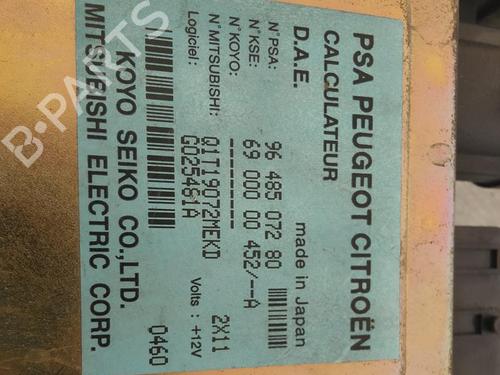 PSA PEUGEOT CITROËN
CALCULATEUR
D.A.E. made in Japan
N°PSA: 96 485 072 80
N°KSE: 69 000 00 452/--A
N°KOYO: --------
N°MITSUBISHI: Q1T19072MEKD 2X11
Logiciel: G025461A Volts : +12V
KOYO SEIKO CO.,LTD. 0460
MITSUBISHI ELECTRIC CORP.
B-PARTS